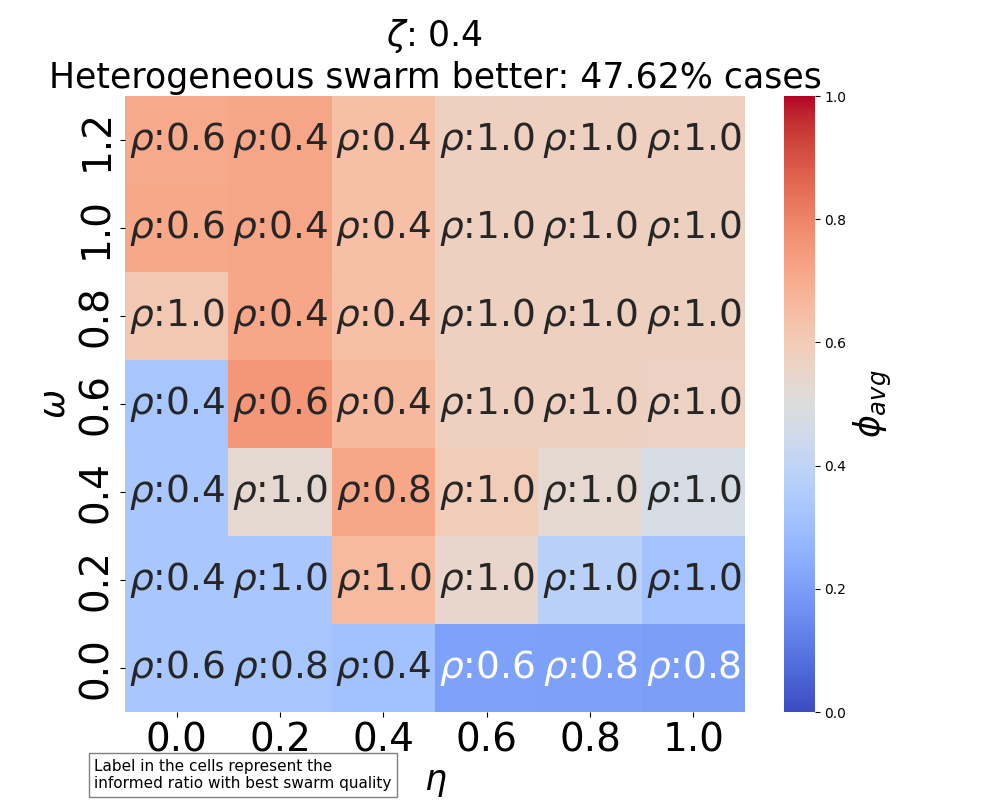 ζ: 0.4
Heterogeneous swarm better: 47.62% cases
1.2 ρ:0.6 ρ:0.4 ρ:0.4 ρ:1.0 ρ:1.0 ρ:1.0
1.0 ρ:0.6 ρ:0.4 ρ:0.4 ρ:1.0 ρ:1.0 ρ:1.0
0.8 ρ:1.0 ρ:0.4 ρ:0.4 ρ:1.0 ρ:1.0 ρ:1.0
0.6 ρ:0.4 ρ:0.6 ρ:0.4 ρ:1.0 ρ:1.0 ρ:1.0
0.4 ρ:0.4 ρ:1.0 ρ:0.8 ρ:1.0 ρ:1.0 ρ:1.0
0.2 ρ:0.4 ρ:1.0 ρ:1.0 ρ:1.0 ρ:1.0 ρ:1.0
0.0 ρ:0.6 ρ:0.8 ρ:0.4 ρ:0.6 ρ:0.8 ρ:0.8
0.0 0.2 0.4 0.6 0.8 1.0
ω
η
Label in the cells represent the
informed ratio with best swarm quality
1.0
0.8
0.6
0.4
0.2
0.0
ϕavg